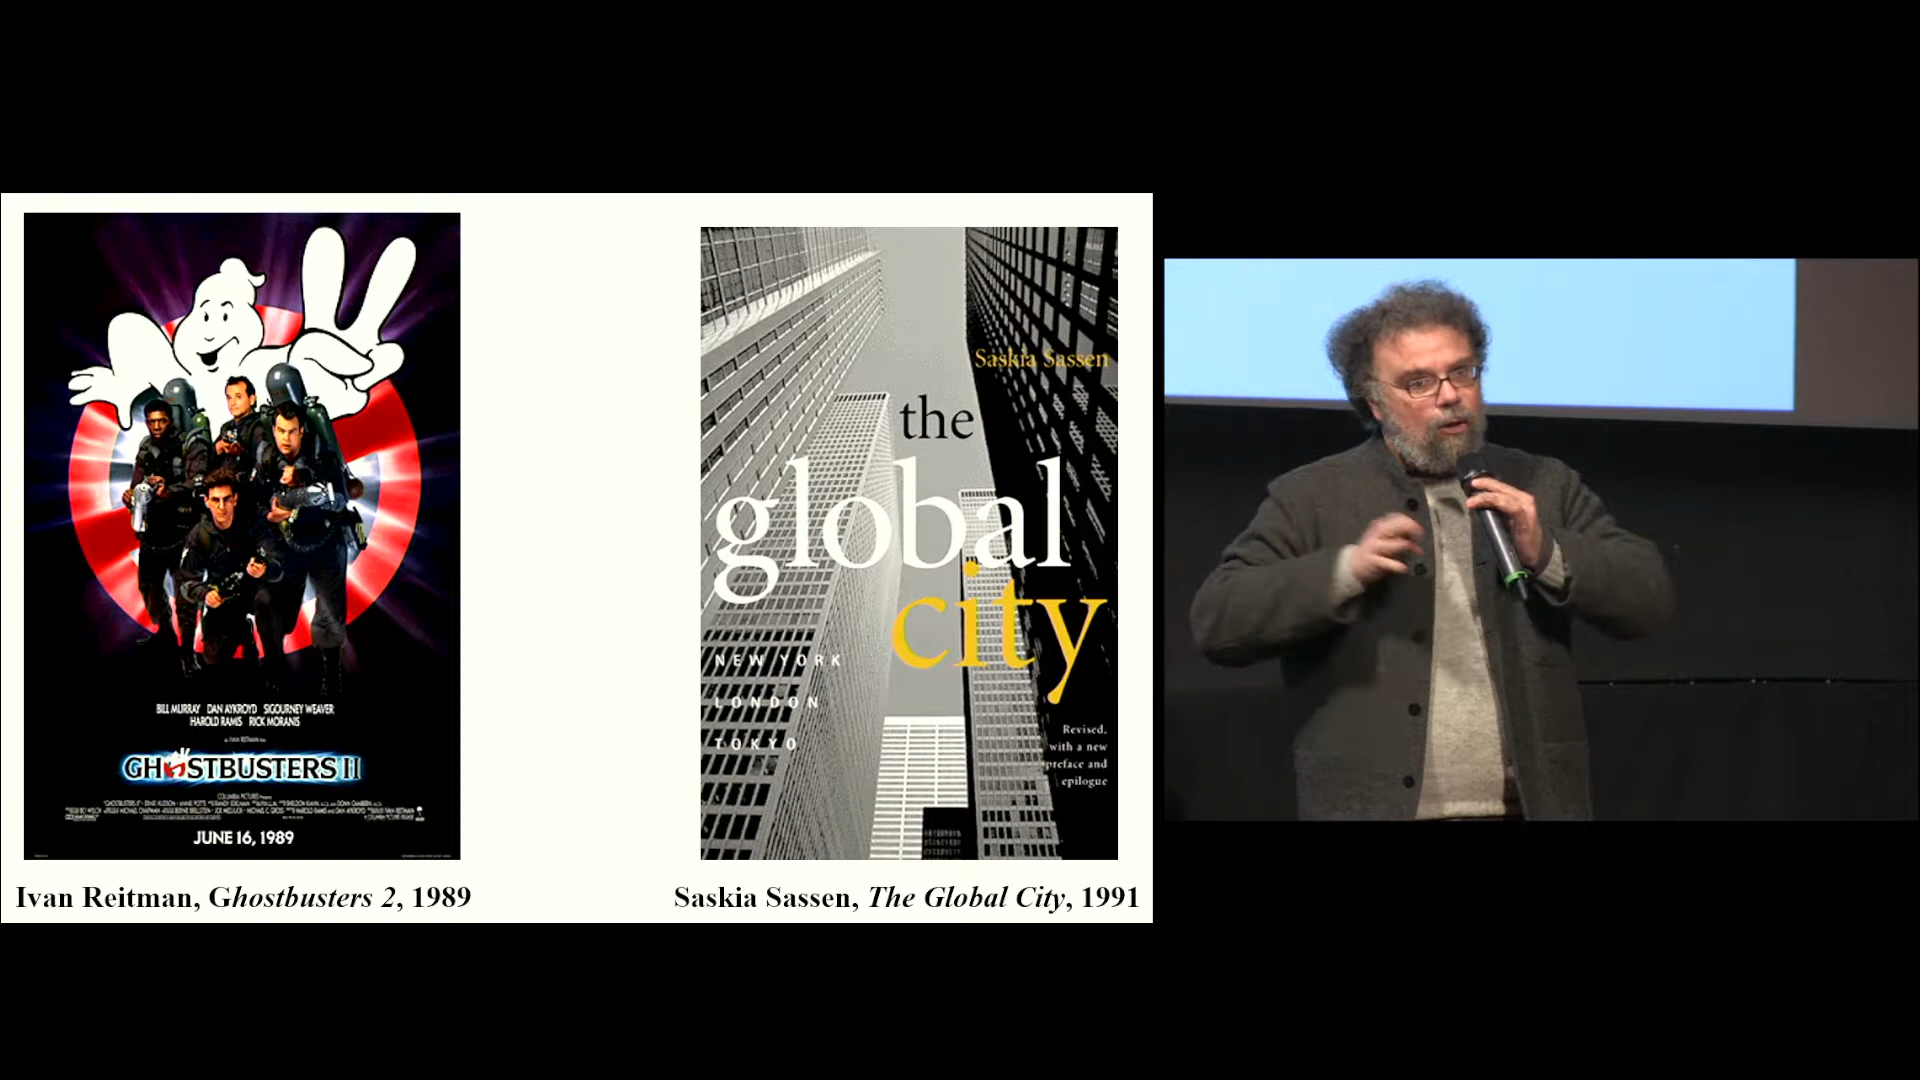 BILL MURRAY DAN AYKROYD SIGOURNEY WEAVER
HAROLD RAMIS RICK MORANIS
GHOSTBUSTERS II
COLUMBIA PICTURES
JUNE 16, 1989
Ivan Reitman, Ghostbusters 2, 1989
Saskia Sassen
the
global
city
NEW YORK
LONDON
TOKYO
Revised,
with a new
preface and
epilogue
Saskia Sassen, The Global City, 1991